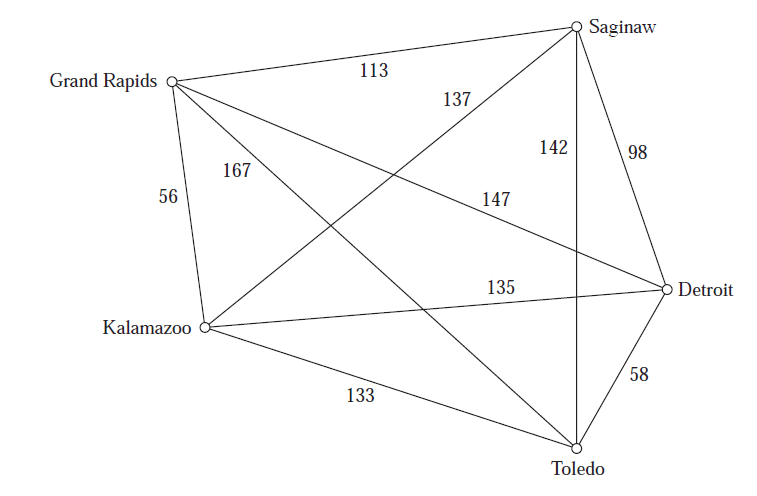 Saginaw
Grand Rapids
113
137
142
98
167
56
147
135
Detroit
Kalamazoo
58
133
Toledo